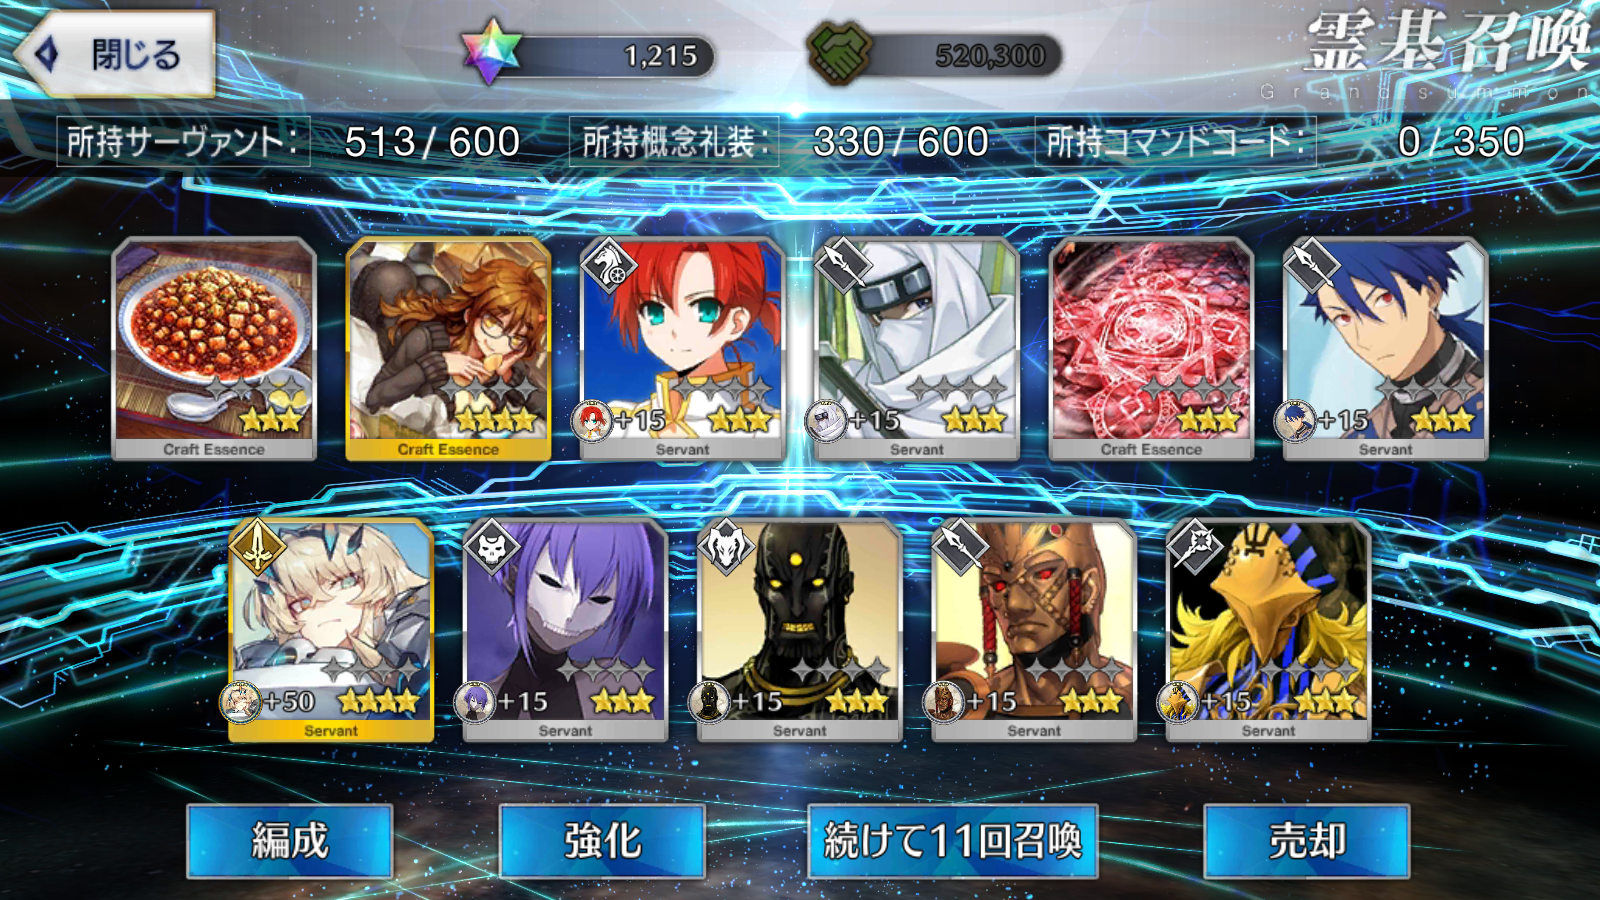 閉じる
1,215
520,300
霊基召喚
Grand summon
所持サーヴァント：
513 / 600
所持概念礼装：
330 / 600
所持コマンドコード：
0 / 350
Craft Essence
Craft Essence
+15
Servant
+15
Servant
Craft Essence
+15
Servant
+50
Servant
+15
Servant
+15
Servant
+15
Servant
+15
Servant
編成
強化
続けて11回召喚
売却